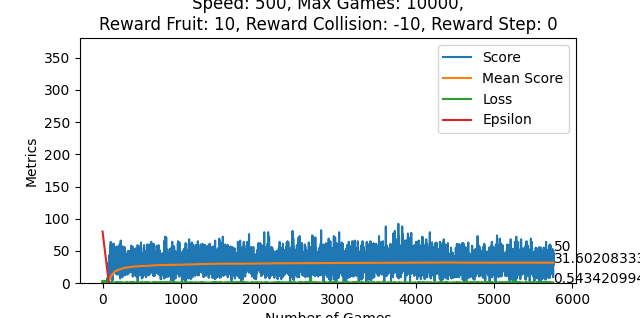 Speed: 500, Max Games: 10000,
Reward Fruit: 10, Reward Collision: -10, Reward Step: 0
350
300
250
200
150
100
50
0
Metrics
Score
Mean Score
Loss
Epsilon
50
31.60208333
0.543420994
0 1000 2000 3000 4000 5000 6000
Number of Games